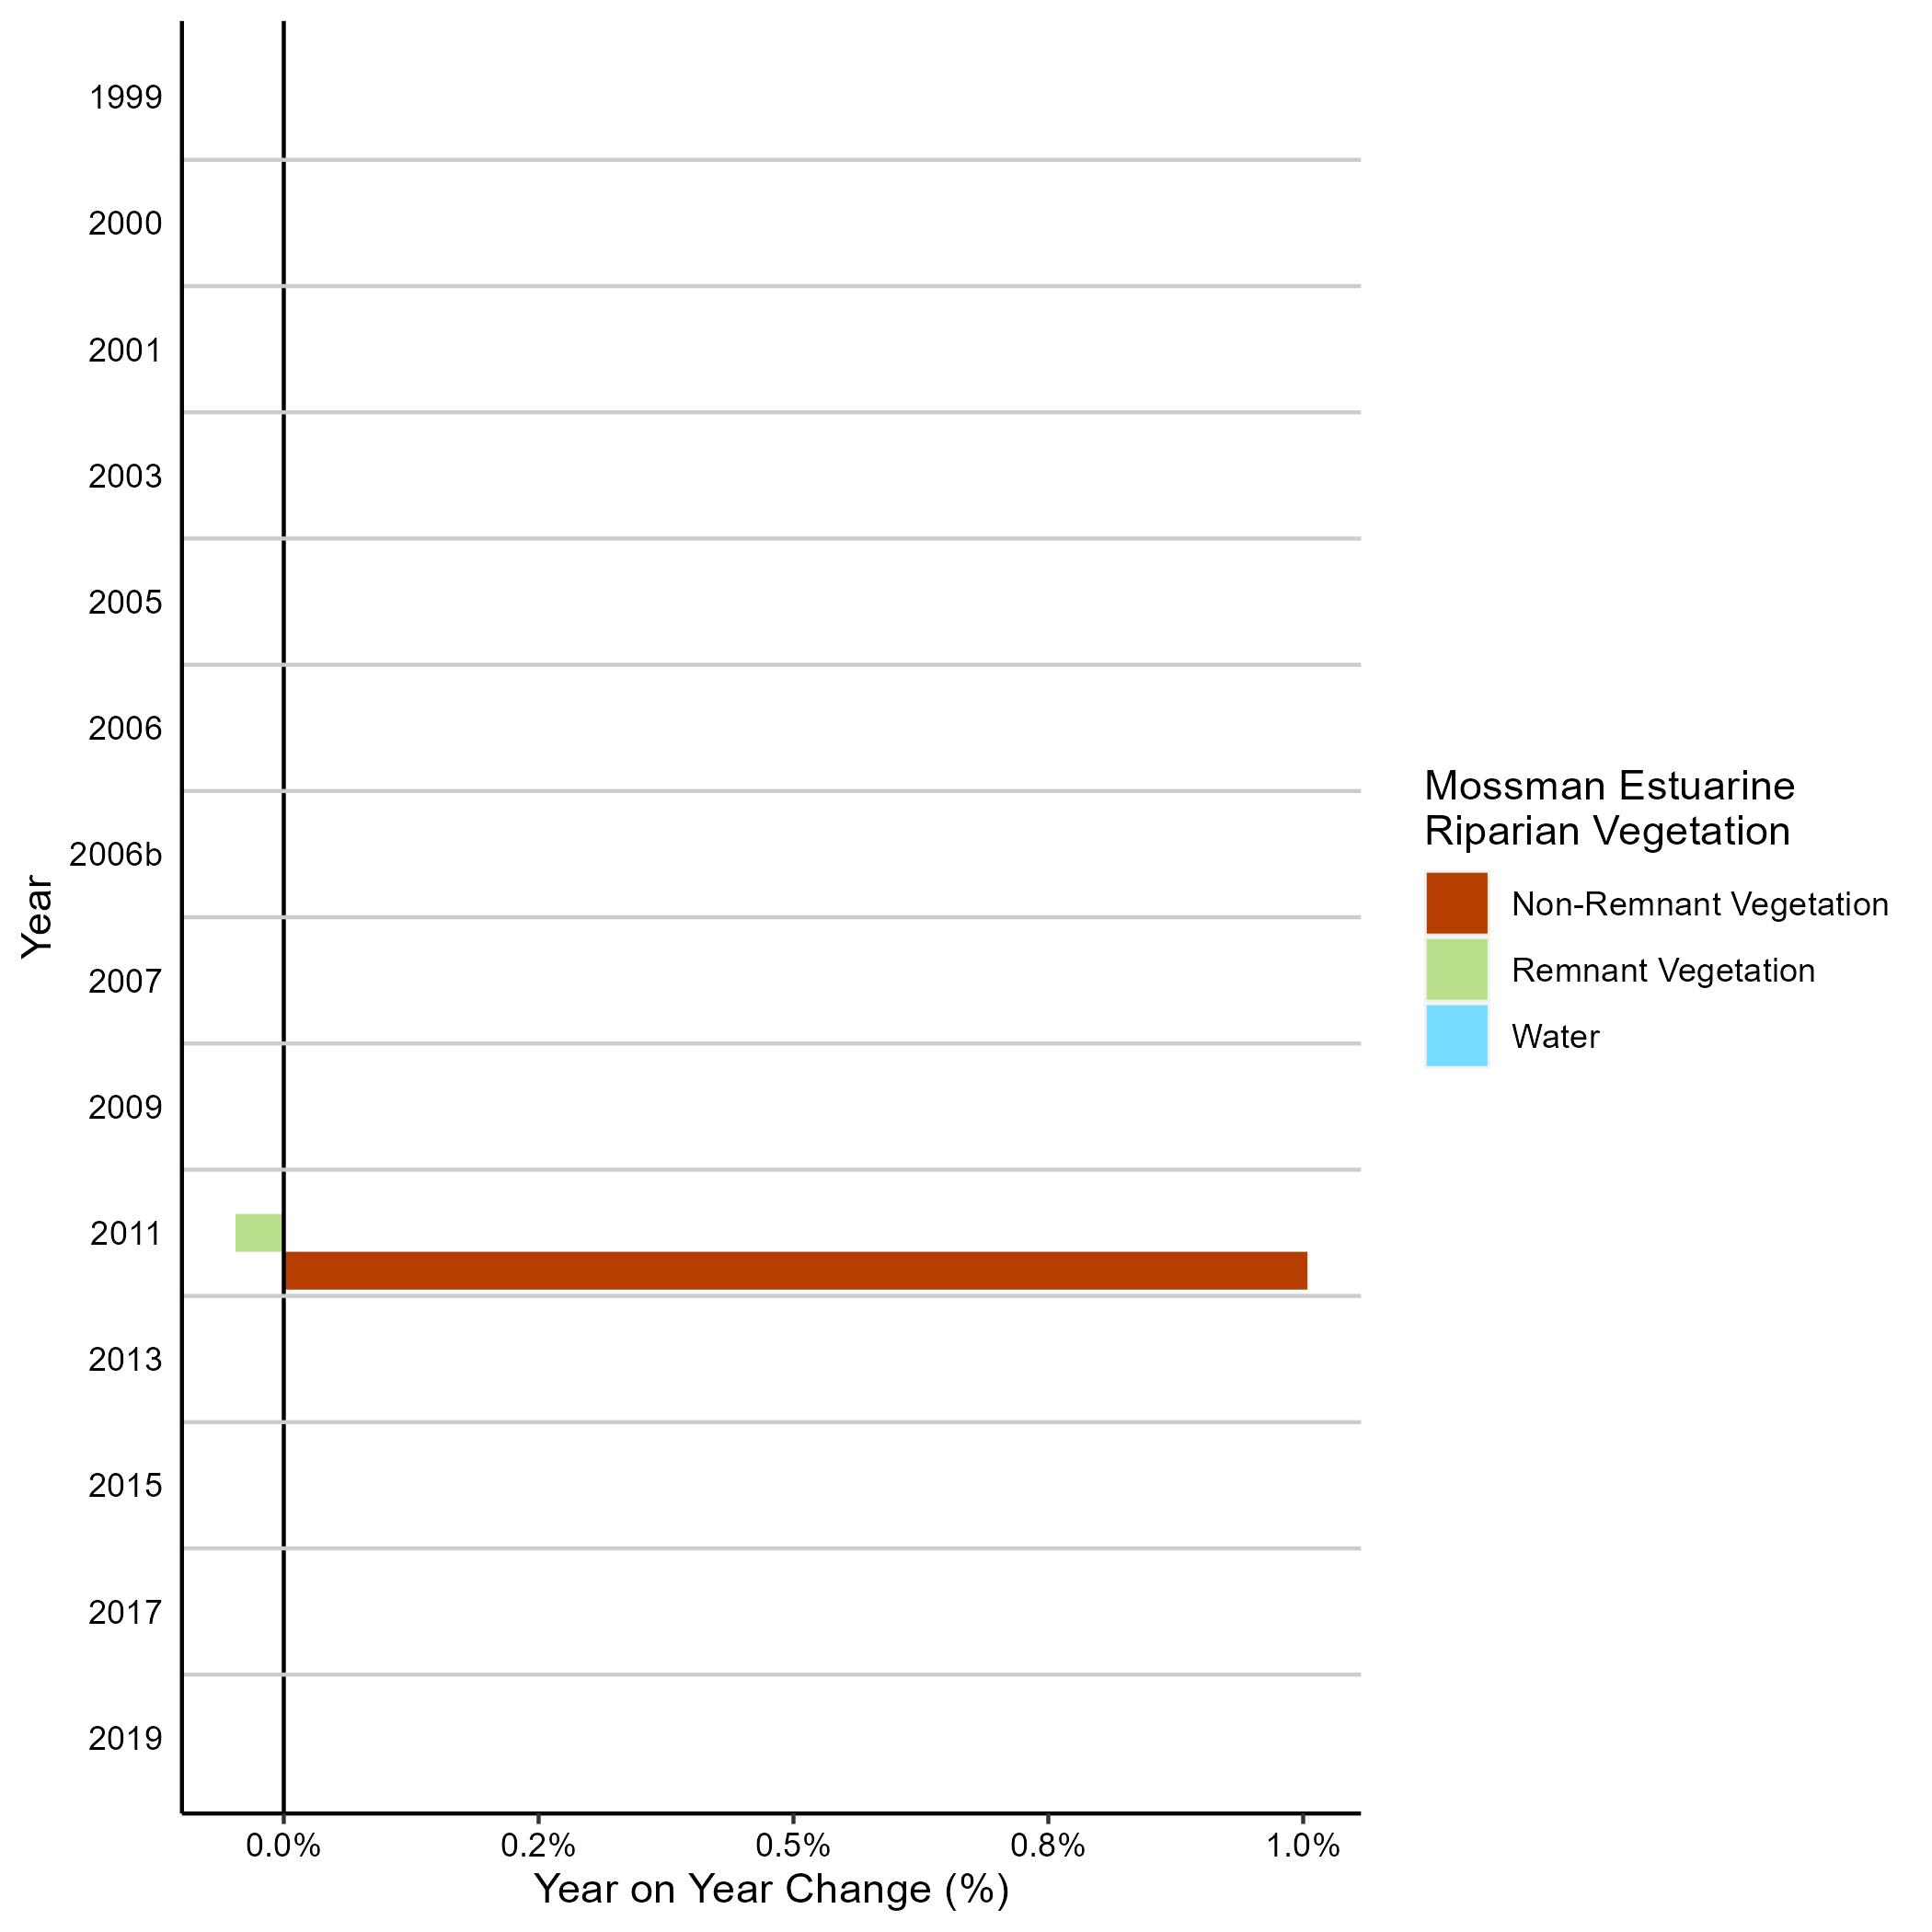 1999
2000
2001
2003
2005
2006
2006b
2007
2009
2011
2013
2015
2017
2019
Year
0.0%
0.2%
0.5%
0.8%
1.0%
Year on Year Change (%)
Mossman Estuarine
Riparian Vegetation
Non-Remnant Vegetation
Remnant Vegetation
Water